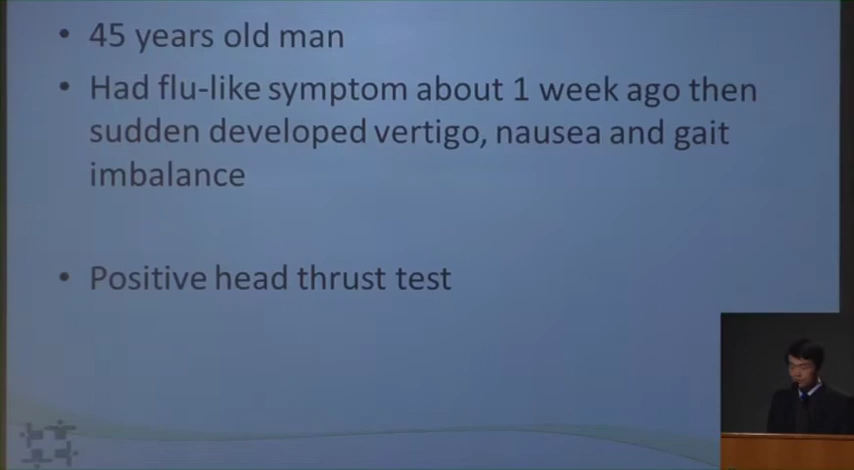 • 45 years old man
• Had flu-like symptom about 1 week ago then
sudden developed vertigo, nausea and gait
imbalance
• Positive head thrust test